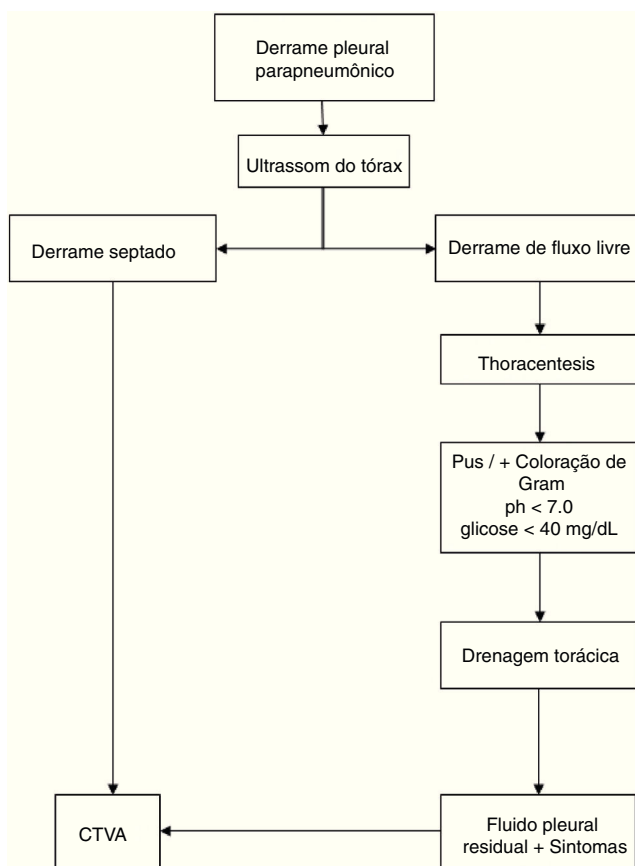 Derrame pleural
parapneumônico
Ultrassom do tórax
Derrame septado
Derrame de fluxo livre
Thoracentesis
Pus / + Coloração de
Gram
ph < 7.0
glicose < 40 mg/dL
Drenagem torácica
CTVA
Fluido pleural
residual + Sintomas